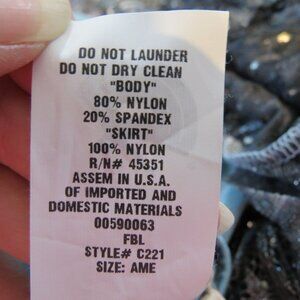 DO NOT LAUNDER
DO NOT DRY CLEAN
"BODY"
80% NYLON
20% SPANDEX
"SKIRT"
100% NYLON
R/N# 45351
ASSEM IN U.S.A.
OF IMPORTED AND
DOMESTIC MATERIALS
00590063
FBL
STYLE# C221
SIZE: AME